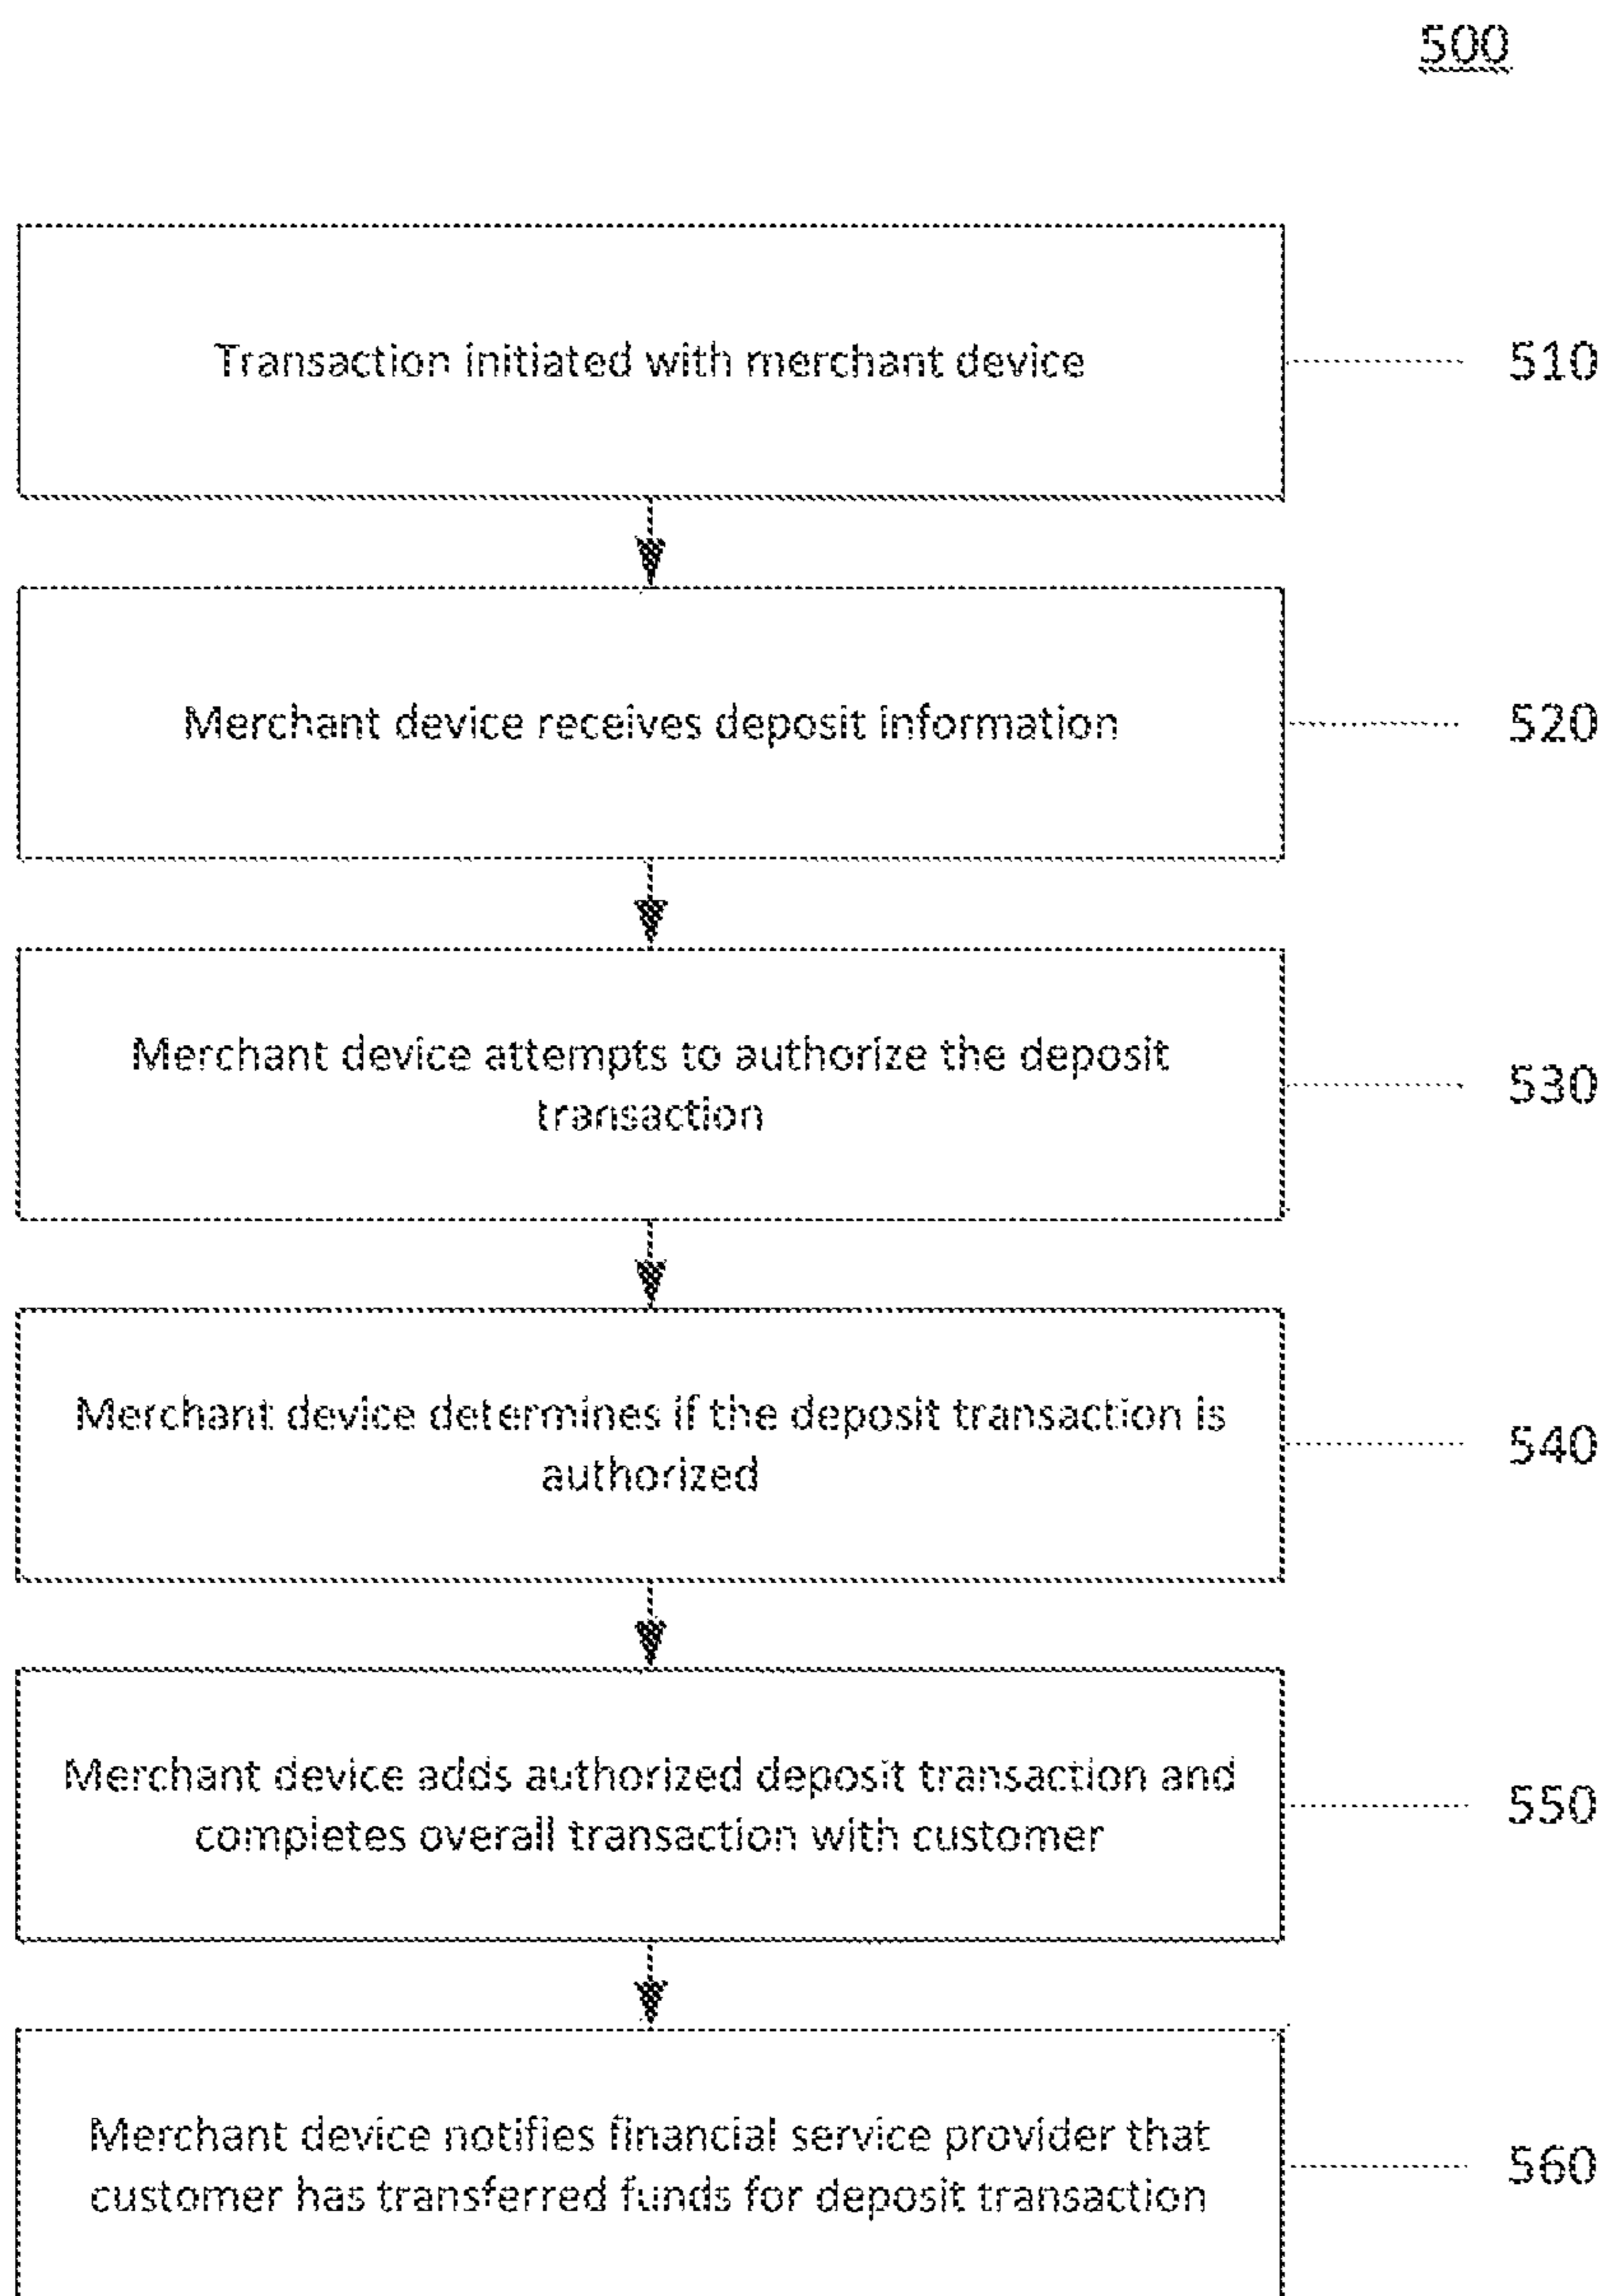 500
Transaction initiated with merchant device
510
Merchant device receives deposit information
520
Merchant device attempts to authorize the deposit
transaction
530
Merchant device determines if the deposit transaction is
authorized
540
Merchant device adds authorized deposit transaction and
completes overall transaction with customer
550
Merchant device notifies financial service provider that
customer has transferred funds for deposit transaction
560